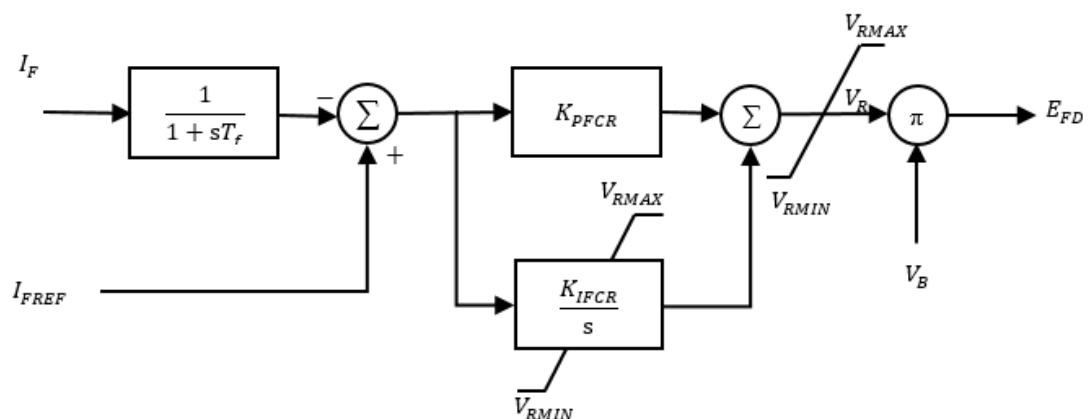 V_RMAX
I_F
1
1 + sT_f
−
Σ
+
K_PFCR
Σ
V_R
π
E_FD
V_RMIN
V_RMAX
I_FREF
K_IFCR
s
V_B
V_RMIN